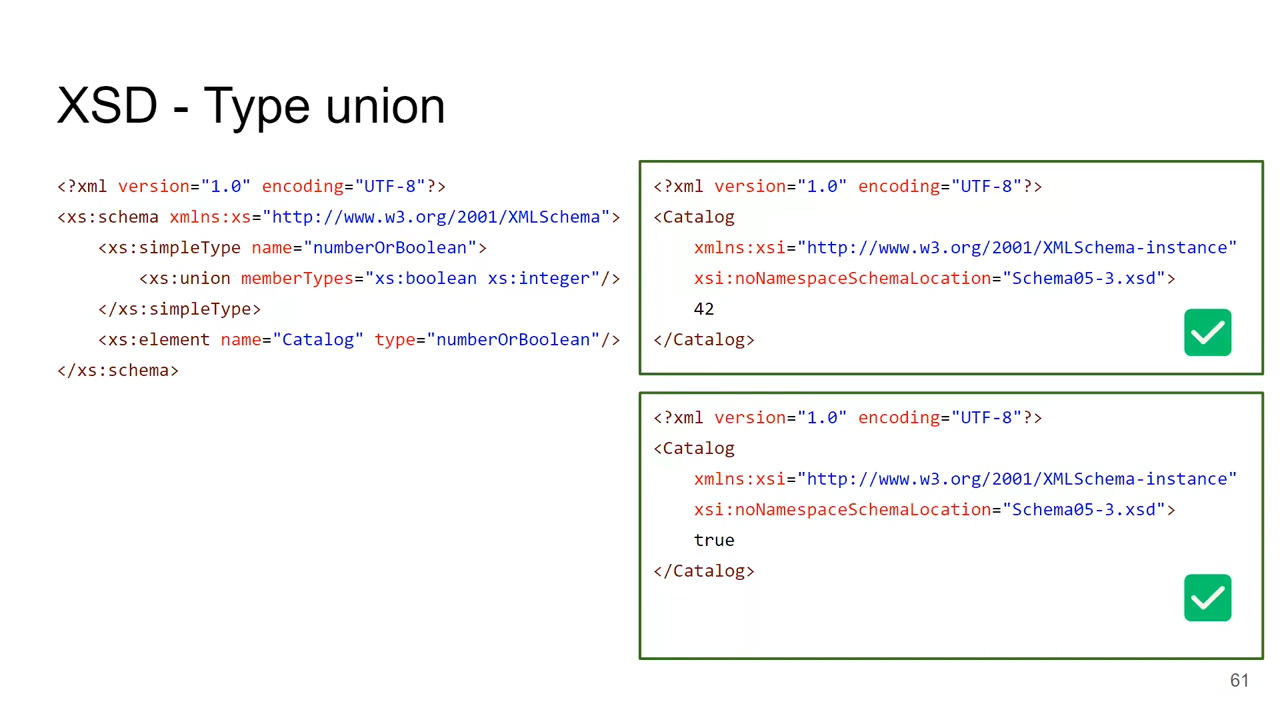 XSD - Type union
<?xml version="1.0" encoding="UTF-8"?>
<xs:schema xmlns:xs="http://www.w3.org/2001/XMLSchema">
    <xs:simpleType name="numberOrBoolean">
        <xs:union memberTypes="xs:boolean xs:integer"/>
    </xs:simpleType>
    <xs:element name="Catalog" type="numberOrBoolean"/>
</xs:schema>
<?xml version="1.0" encoding="UTF-8"?>
<Catalog
    xmlns:xsi="http://www.w3.org/2001/XMLSchema-instance"
    xsi:noNamespaceSchemaLocation="Schema05-3.xsd">
    42
</Catalog>
<?xml version="1.0" encoding="UTF-8"?>
<Catalog
    xmlns:xsi="http://www.w3.org/2001/XMLSchema-instance"
    xsi:noNamespaceSchemaLocation="Schema05-3.xsd">
    true
</Catalog>
61